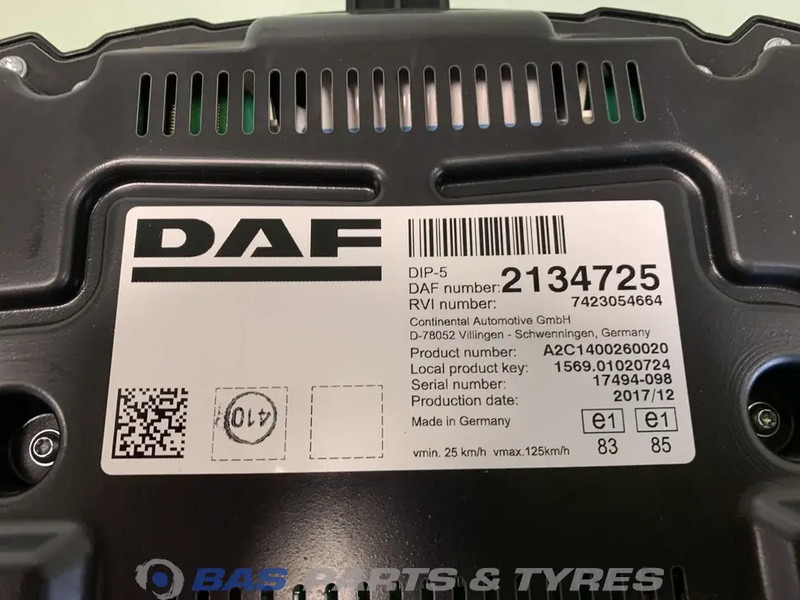 DAF
DIP-5
DAF number: 2134725
RVI number: 7423054664
Continental Automotive GmbH
D-78052 Villingen - Schwenningen, Germany
Product number: A2C1400260020
Local product key: 1569.01020724
Serial number: 17494-098
Production date: 2017/12
Made in Germany e1 e1
83 85
vmin. 25 km/h vmax.125km/h
410
BAS PARTS & TYRES